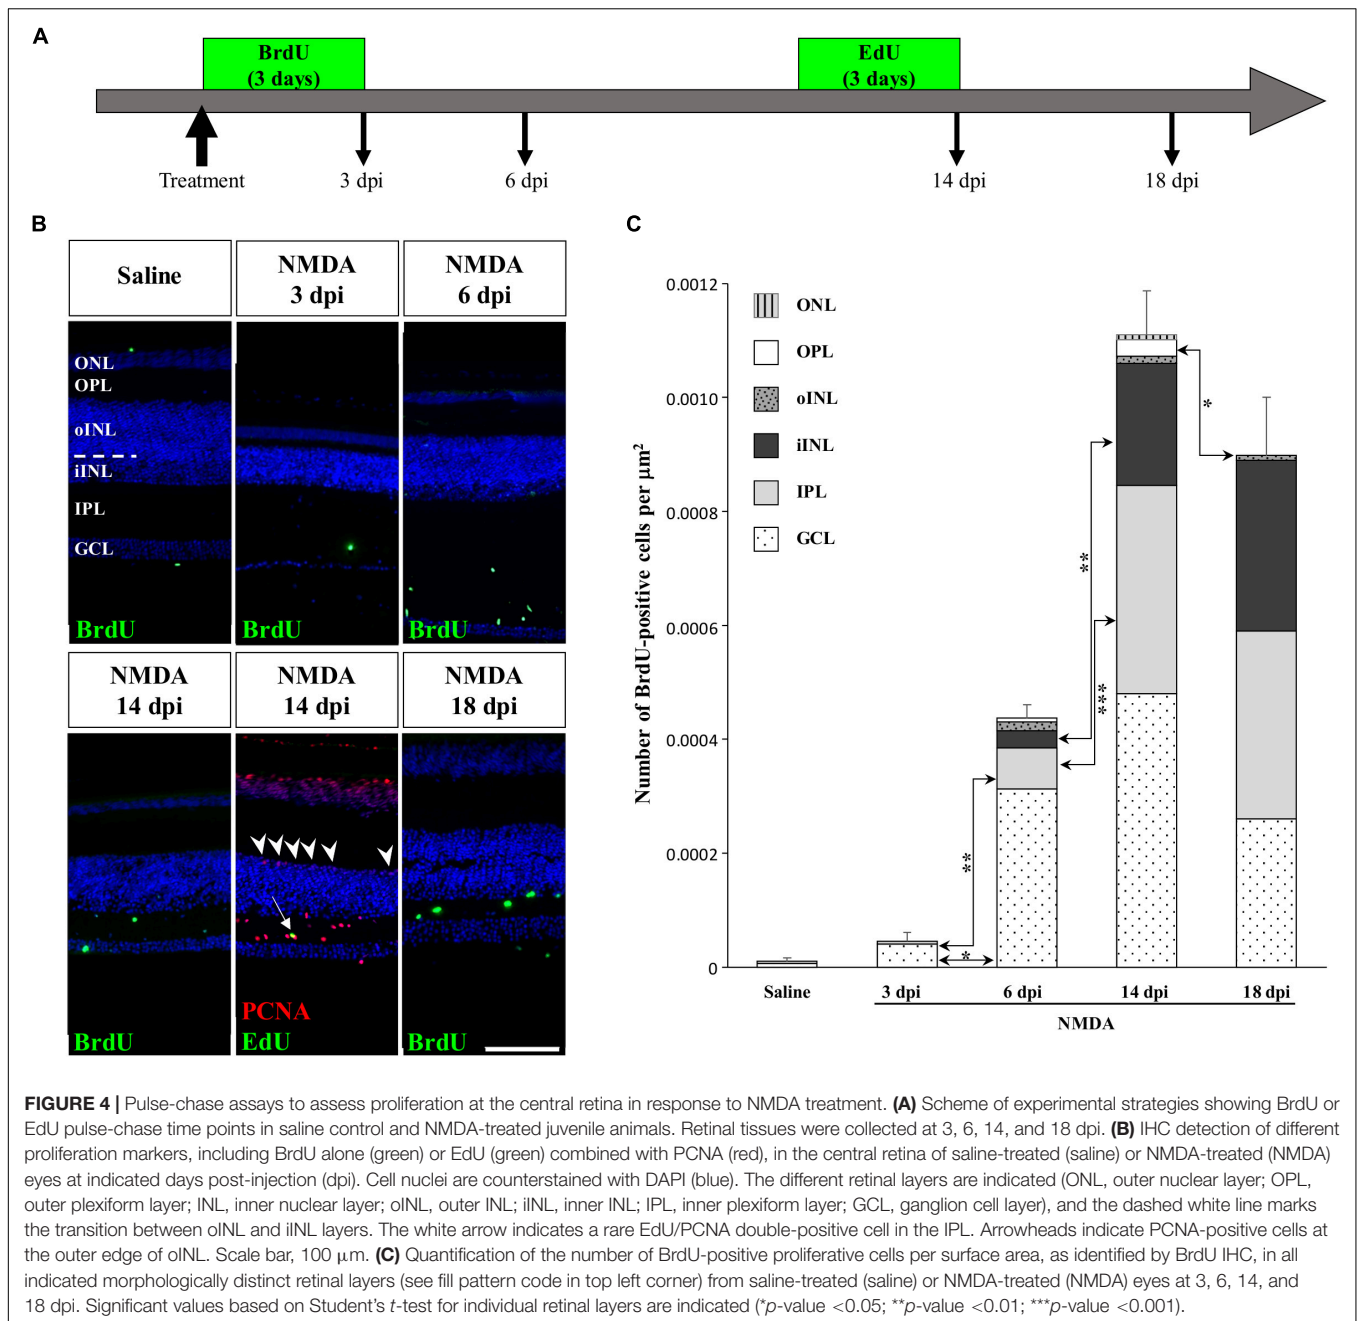 A
BrdU
(3 days)
EdU
(3 days)
Treatment
3 dpi
6 dpi
14 dpi
18 dpi
B
Saline
NMDA
3 dpi
NMDA
6 dpi
ONL
OPL
oINL
iINL
IPL
GCL
BrdU
BrdU
BrdU
NMDA
14 dpi
NMDA
14 dpi
NMDA
18 dpi
BrdU
PCNA
EdU
BrdU
C
Number of BrdU-positive cells per μm²
0.0012
0.0010
0.0008
0.0006
0.0004
0.0002
0
ONL
OPL
oINL
iINL
IPL
GCL
**
*
**
***
*
Saline
3 dpi
6 dpi
14 dpi
18 dpi
NMDA
FIGURE 4 | Pulse-chase assays to assess proliferation at the central retina in response to NMDA treatment. (A) Scheme of experimental strategies showing BrdU or
EdU pulse-chase time points in saline control and NMDA-treated juvenile animals. Retinal tissues were collected at 3, 6, 14, and 18 dpi. (B) IHC detection of different
proliferation markers, including BrdU alone (green) or EdU (green) combined with PCNA (red), in the central retina of saline-treated (saline) or NMDA-treated (NMDA)
eyes at indicated days post-injection (dpi). Cell nuclei are counterstained with DAPI (blue). The different retinal layers are indicated (ONL, outer nuclear layer; OPL,
outer plexiform layer; INL, inner nuclear layer; oINL, outer INL; iINL, inner INL; IPL, inner plexiform layer; GCL, ganglion cell layer), and the dashed white line marks
the transition between oINL and iINL layers. The white arrow indicates a rare EdU/PCNA double-positive cell in the IPL. Arrowheads indicate PCNA-positive cells at
the outer edge of oINL. Scale bar, 100 μm. (C) Quantification of the number of BrdU-positive proliferative cells per surface area, as identified by BrdU IHC, in all
indicated morphologically distinct retinal layers (see fill pattern code in top left corner) from saline-treated (saline) or NMDA-treated (NMDA) eyes at 3, 6, 14, and
18 dpi. Significant values based on Student's t-test for individual retinal layers are indicated (*p-value <0.05; **p-value <0.01; ***p-value <0.001).